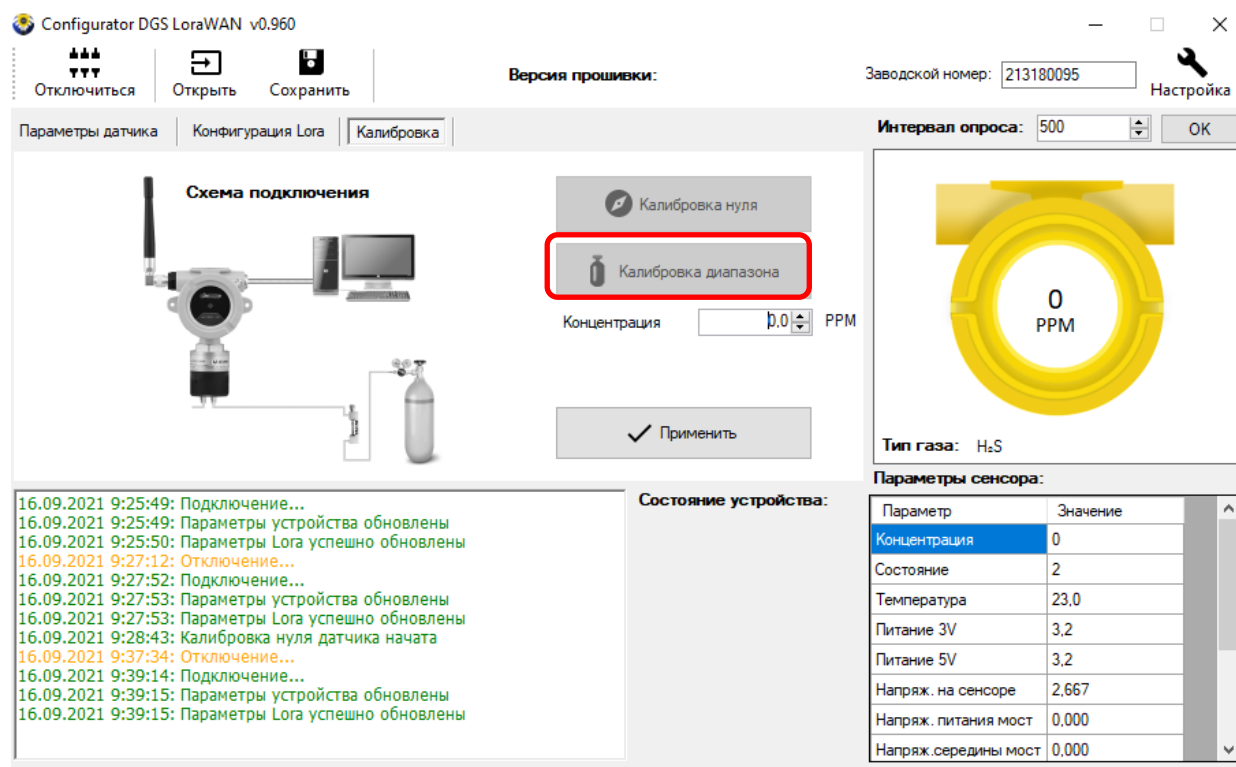 Configurator DGS LoraWAN v0.960
Отключиться
Открыть
Сохранить
Версия прошивки:
Заводской номер:
213180095
Настройка
Параметры датчика
Конфигурация Lora
Калибровка
Интервал опроса:
500
OK
Схема подключения
Калибровка нуля
Калибровка диапазона
Концентрация
0.0
PPM
Применить
0
PPM
Тип газа: H₂S
Параметры сенсора:
16.09.2021 9:25:49: Подключение...
16.09.2021 9:25:49: Параметры устройства обновлены
16.09.2021 9:25:50: Параметры Lora успешно обновлены
16.09.2021 9:27:12: Отключение...
16.09.2021 9:27:52: Подключение...
16.09.2021 9:27:53: Параметры устройства обновлены
16.09.2021 9:27:53: Параметры Lora успешно обновлены
16.09.2021 9:28:43: Калибровка нуля датчика начата
16.09.2021 9:37:34: Отключение...
16.09.2021 9:39:14: Подключение...
16.09.2021 9:39:15: Параметры устройства обновлены
16.09.2021 9:39:15: Параметры Lora успешно обновлены
Состояние устройства:
Параметр Значение
Концентрация 0
Состояние 2
Температура 23,0
Питание 3V 3,2
Питание 5V 3,2
Напряж. на сенсоре 2,667
Напряж. питания мост 0,000
Напряж.середины мост 0,000